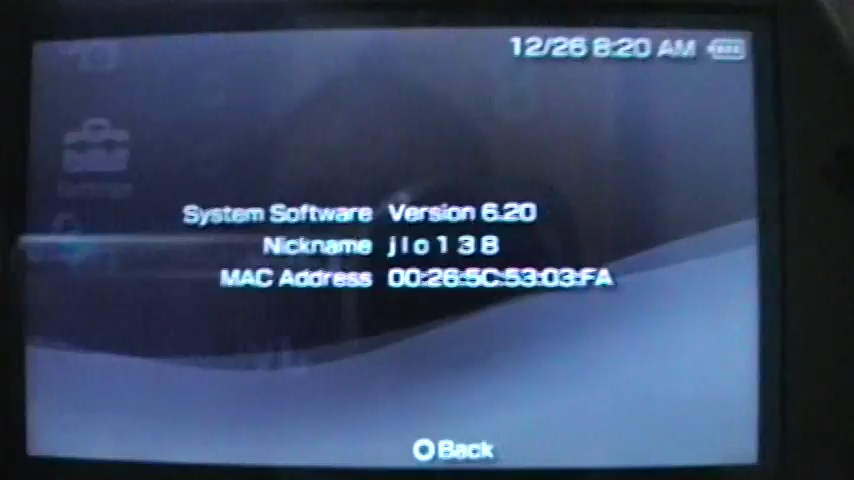 12/26 8:20 AM
Settings
System Software Version 6.20
Nickname jlo138
MAC Address 00:26:5C:53:03:FA
Back